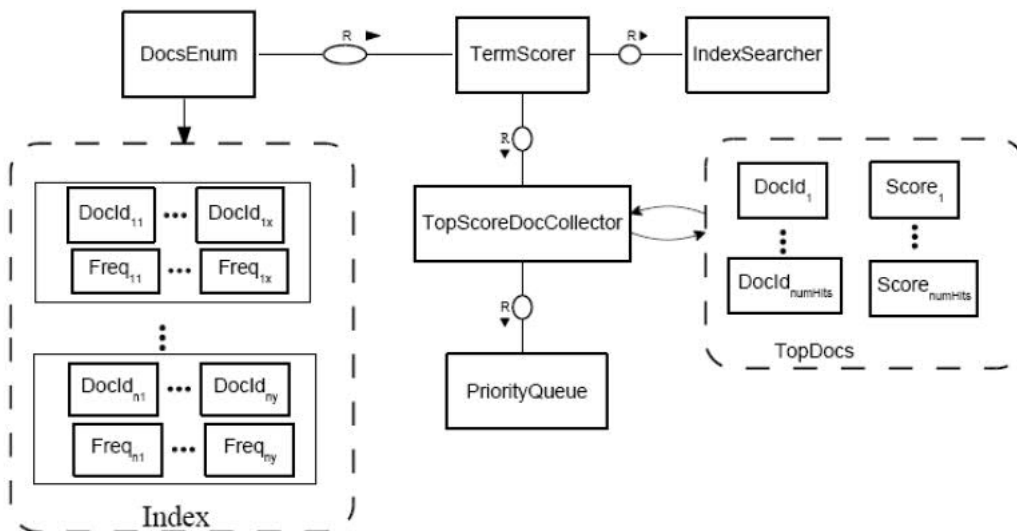 DocsEnum
R
TermScorer
R
IndexSearcher
R
DocId11 ... DocId1x
Freq11 ... Freq1x
DocIdn1 ... DocIdny
Freqn1 ... Freqny
Index
TopScoreDocCollector
R
PriorityQueue
DocId1
Score1
DocIdnumHits
ScorenumHits
TopDocs